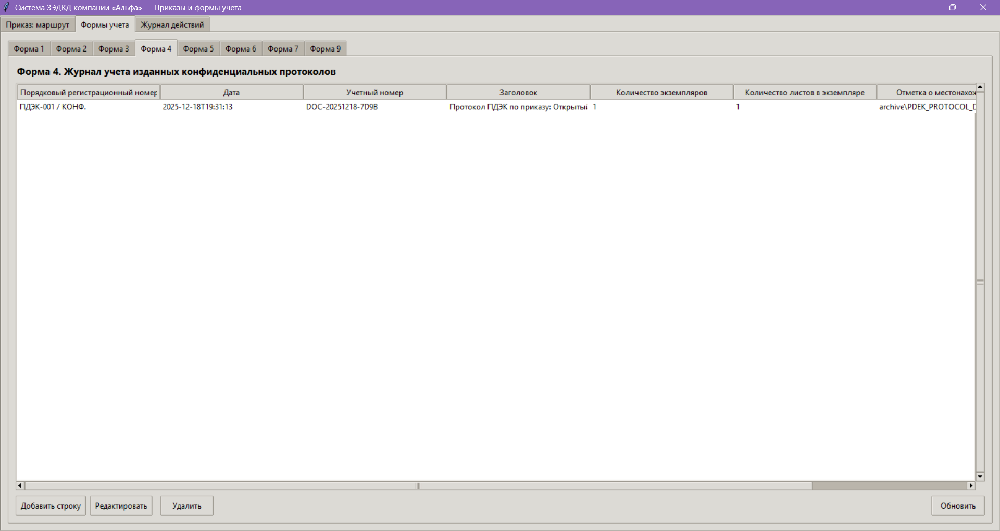 Система ЗЭДКД компании «Альфа» — Приказы и формы учета
Приказ: маршрут Формы учета Журнал действий
Форма 1 Форма 2 Форма 3 Форма 4 Форма 5 Форма 6 Форма 7 Форма 9
Форма 4. Журнал учета изданных конфиденциальных протоколов
Порядковый регистрационный номер Дата Учетный номер Заголовок Количество экземпляров Количество листов в экземпляре Отметка о местонахож
ПДЭК-001 / КОНФ. 2025-12-18T19:31:13 DOC-20251218-7D9B Протокол ПДЭК по приказу: Открытый 1 1 archive\PDEK_PROTOCOL_D
Добавить строку Редактировать Удалить Обновить